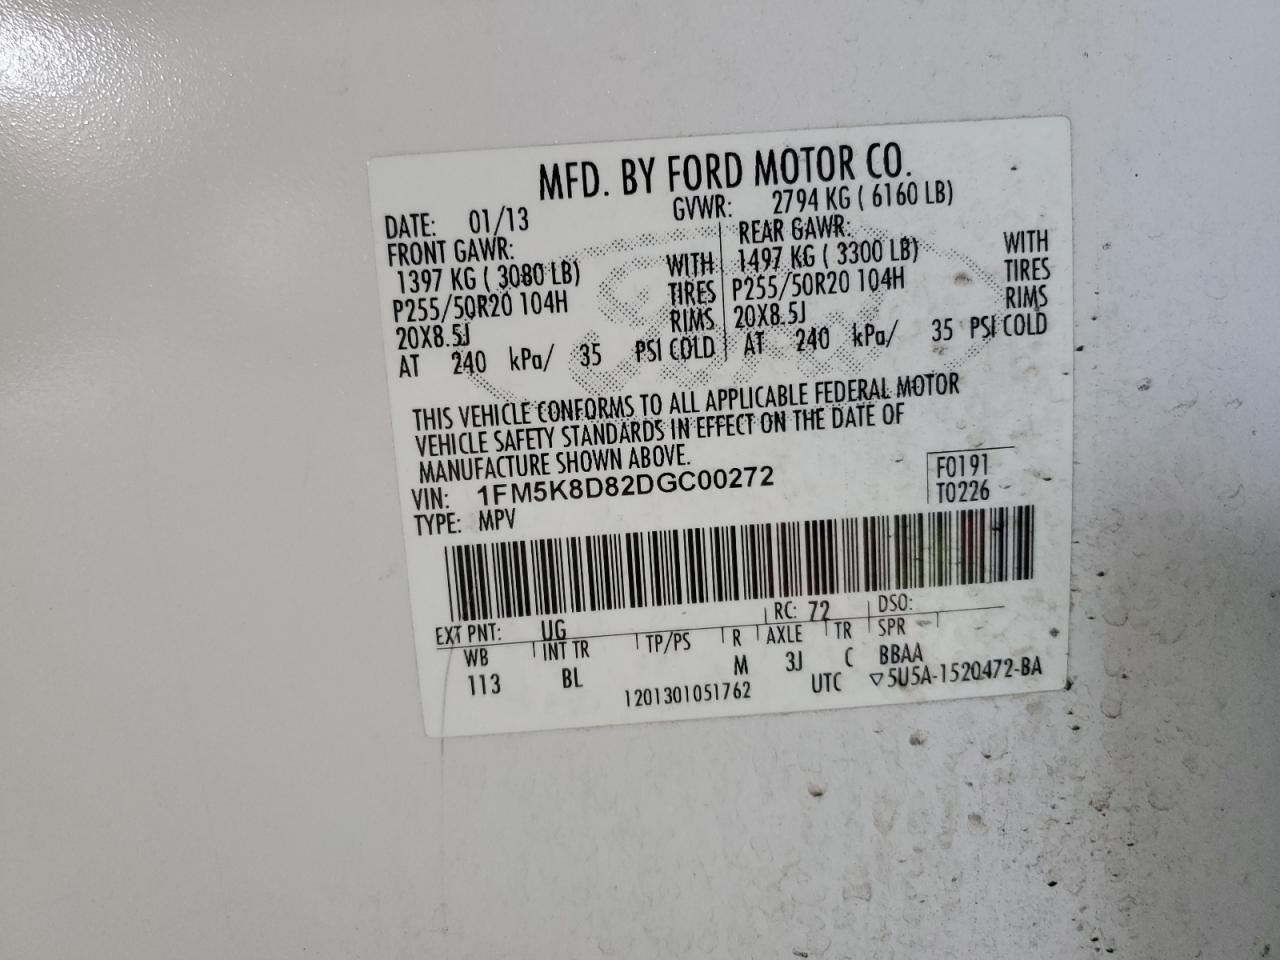 MFD. BY FORD MOTOR CO.
DATE: 01/13 GVWR: 2794 KG ( 6160 LB)
FRONT GAWR: REAR GAWR:
1397 KG ( 3080 LB) WITH 1497 KG ( 3300 LB) WITH
P255/50R20 104H TIRES P255/50R20 104H TIRES
20X8.5J RIMS 20X8.5J RIMS
AT 240 kPa/ 35 PSI COLD AT 240 kPa/ 35 PSI COLD
THIS VEHICLE CONFORMS TO ALL APPLICABLE FEDERAL MOTOR
VEHICLE SAFETY STANDARDS IN EFFECT ON THE DATE OF
MANUFACTURE SHOWN ABOVE.
VIN: 1FM5K8D82DGC00272 F0191
TYPE: MPV T0226
EXT PNT: UG RC: 72 DSO:
WB INT TR TP/PS R AXLE TR SPR
113 BL M 3J C BBAA
1201301051762 UTC ▽5U5A-1520472-BA